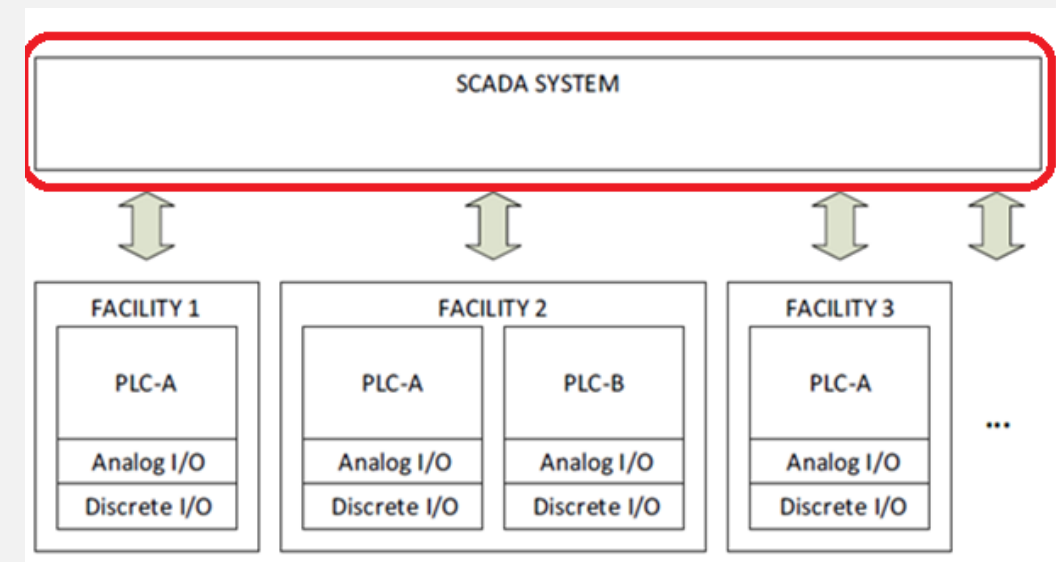 SCADA SYSTEM
FACILITY 1
PLC-A
Analog I/O
Discrete I/O
FACILITY 2
PLC-A
Analog I/O
Discrete I/O
PLC-B
Analog I/O
Discrete I/O
FACILITY 3
PLC-A
Analog I/O
Discrete I/O
...